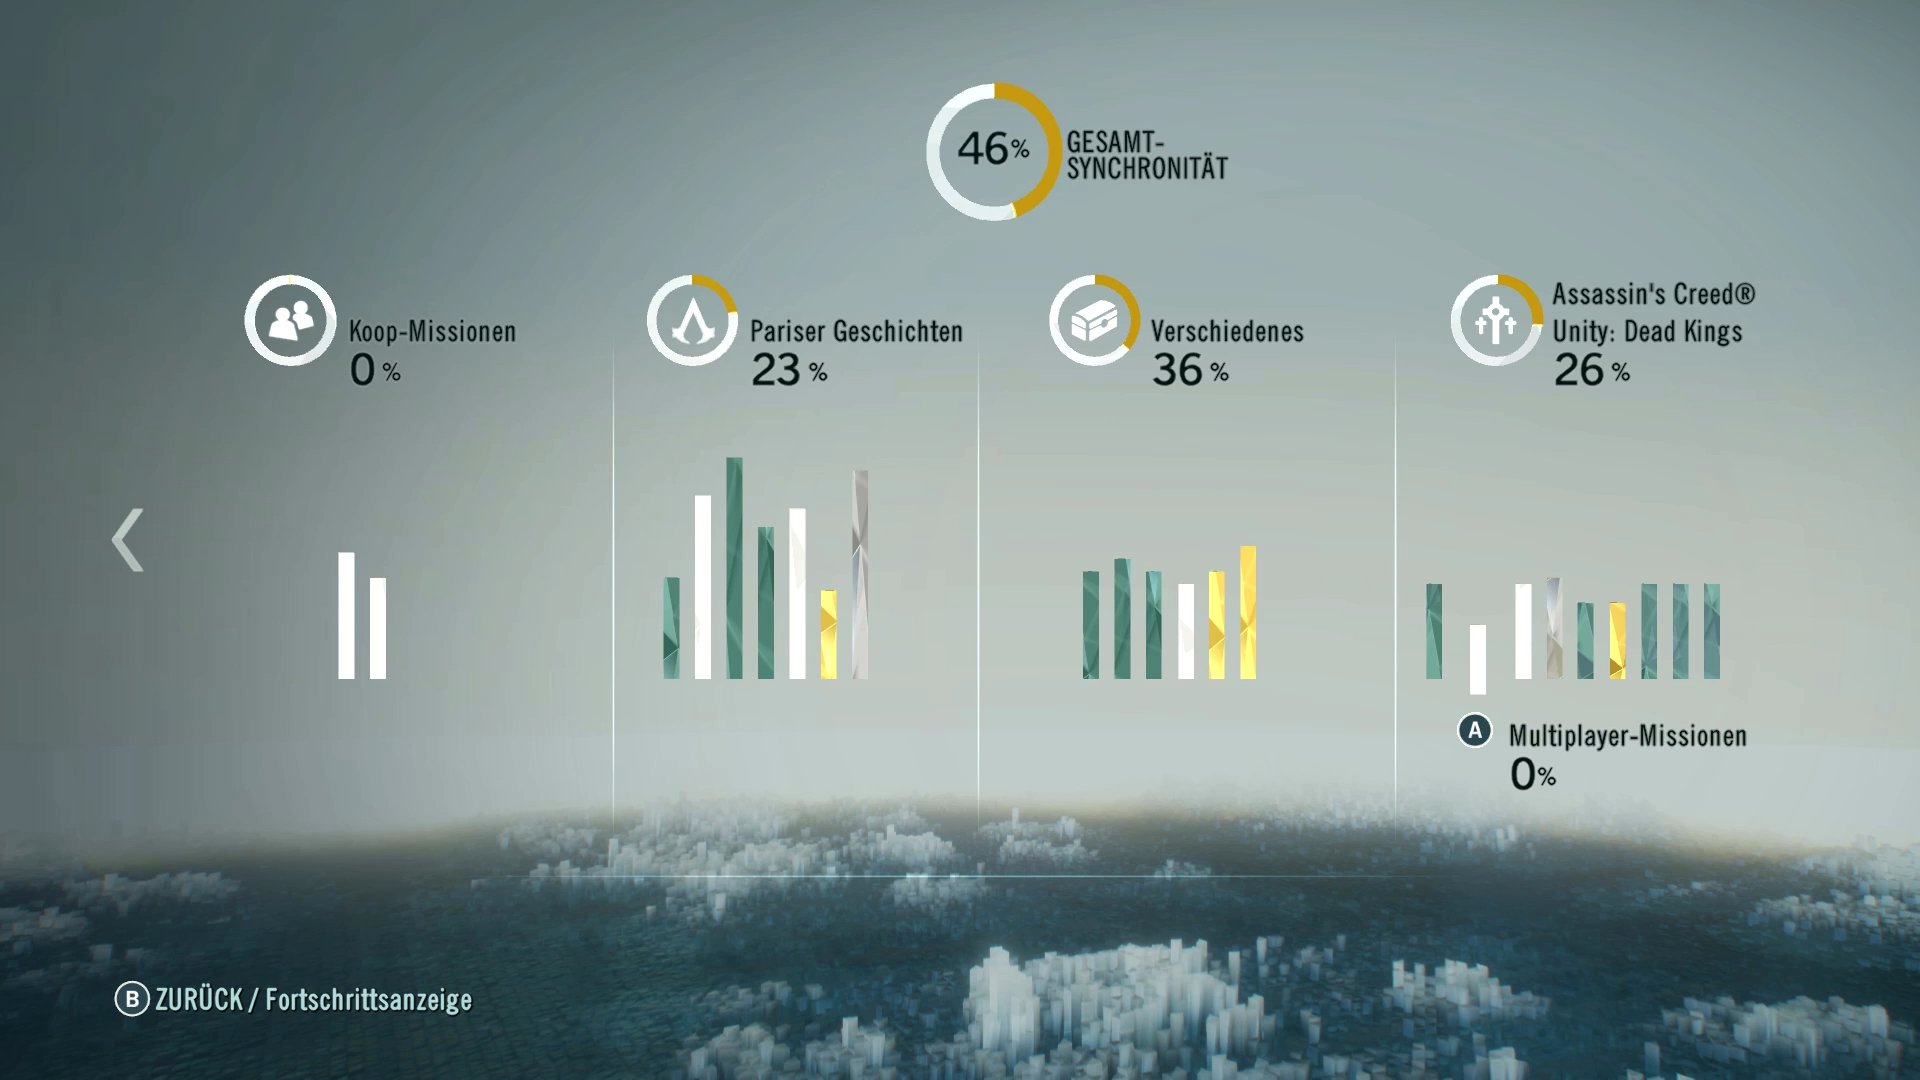 46%
GESAMT-
SYNCHRONITÄT
Koop-Missionen
0 %
Pariser Geschichten
23 %
Verschiedenes
36 %
Assassin's Creed®
Unity: Dead Kings
26 %
A Multiplayer-Missionen
0%
B ZURÜCK / Fortschrittsanzeige